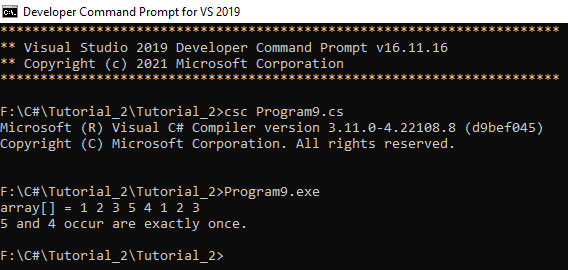 Developer Command Prompt for VS 2019
**********************************************************************
** Visual Studio 2019 Developer Command Prompt v16.11.16
** Copyright (c) 2021 Microsoft Corporation
**********************************************************************
F:\C#\Tutorial_2\Tutorial_2>csc Program9.cs
Microsoft (R) Visual C# Compiler version 3.11.0-4.22108.8 (d9bef045)
Copyright (C) Microsoft Corporation. All rights reserved.
F:\C#\Tutorial_2\Tutorial_2>Program9.exe
array[] = 1 2 3 5 4 1 2 3
5 and 4 occur are exactly once.
F:\C#\Tutorial_2\Tutorial_2>